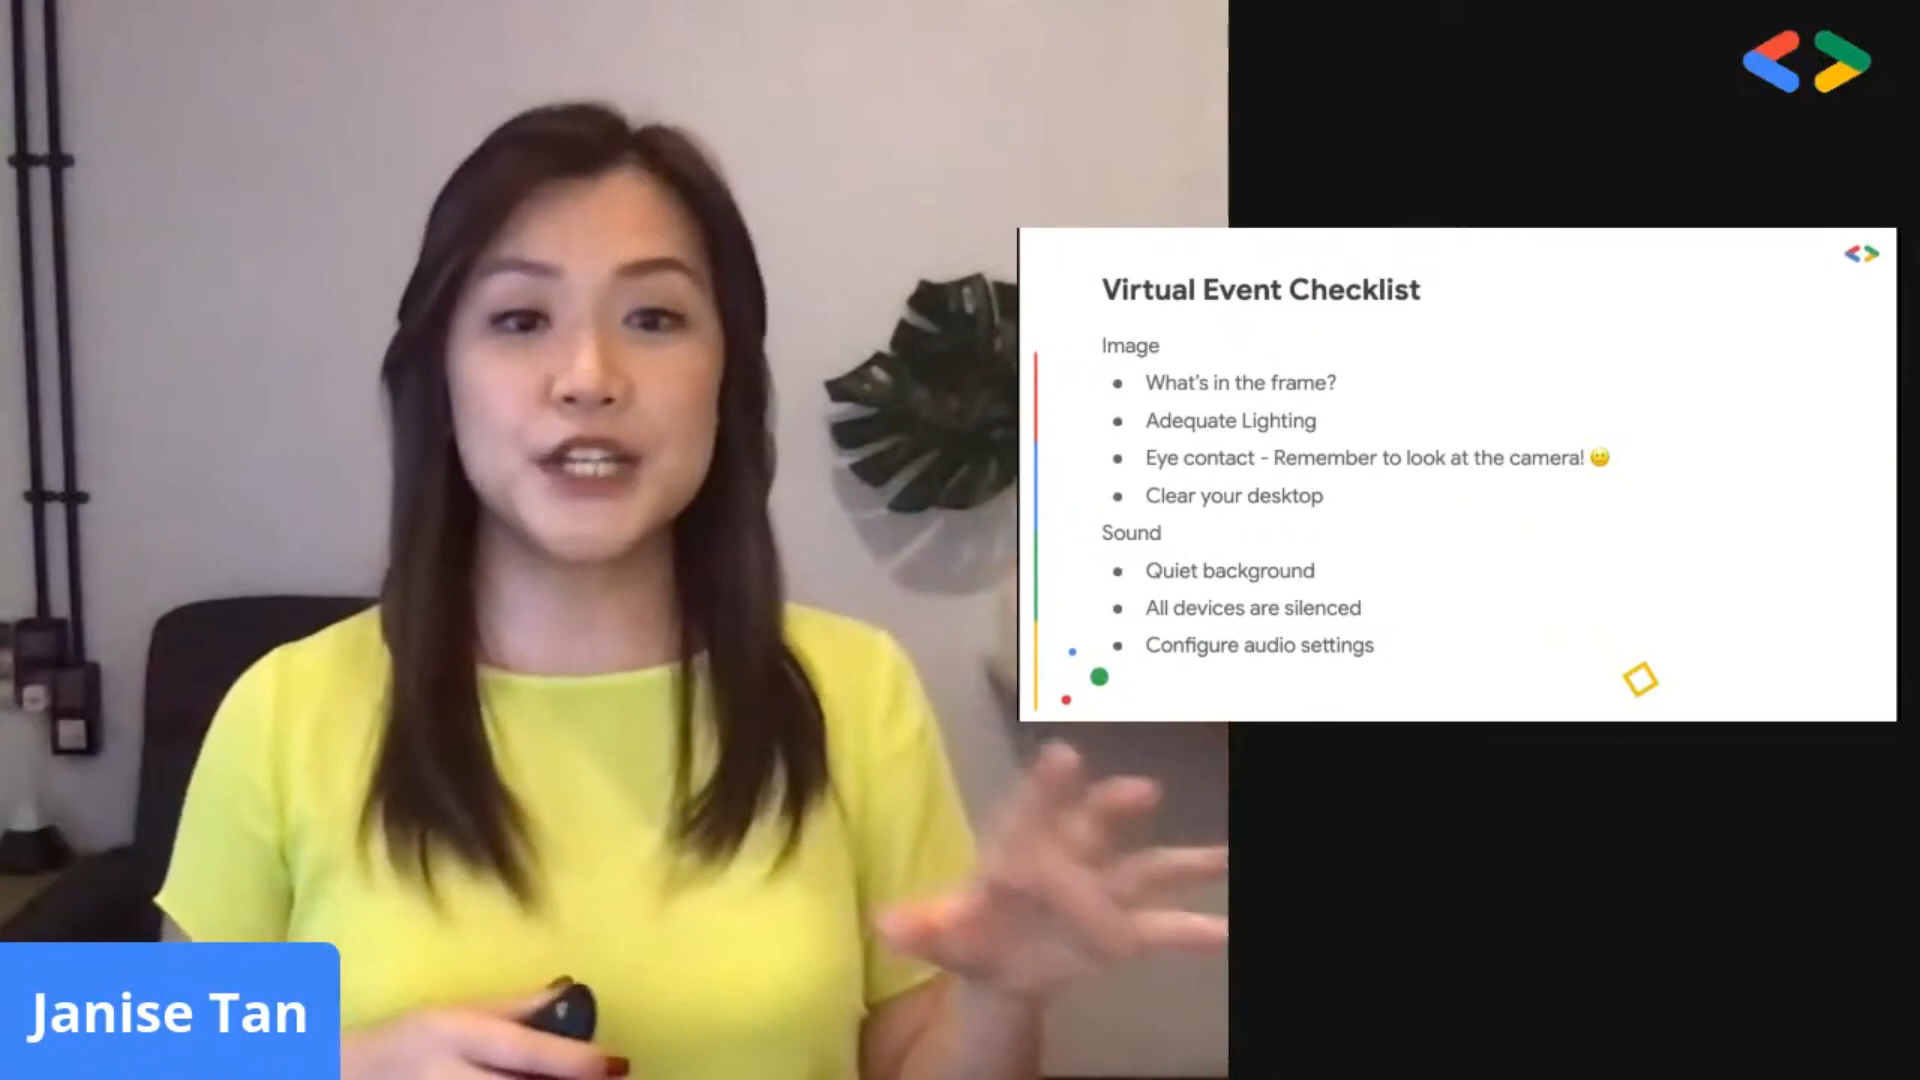 Virtual Event Checklist
Image
● What's in the frame?
● Adequate Lighting
● Eye contact - Remember to look at the camera! 🙂
● Clear your desktop
Sound
● Quiet background
● All devices are silenced
● Configure audio settings
Janise Tan